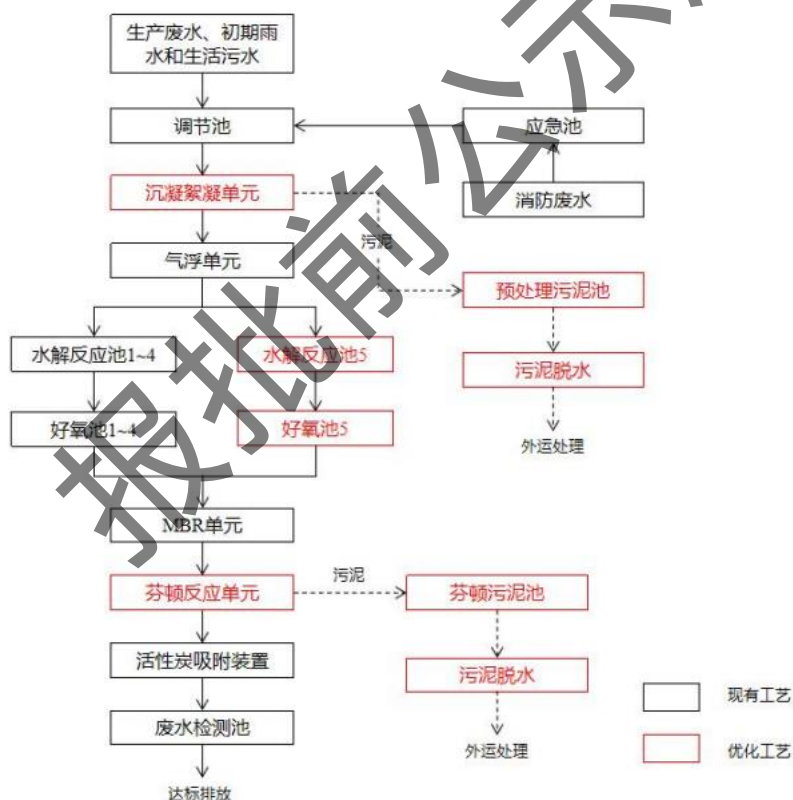 生产废水、初期雨
水和生活污水
调节池
应急池
沉凝絮凝单元
消防废水
污泥
气浮单元
预处理污泥池
水解反应池1~4
水解反应池5
污泥脱水
好氧池1~4
好氧池5
外运处理
MBR单元
芬顿反应单元
污泥
芬顿污泥池
活性炭吸附装置
污泥脱水
现有工艺
废水检测池
外运处理
优化工艺
达标排放
报批前公示